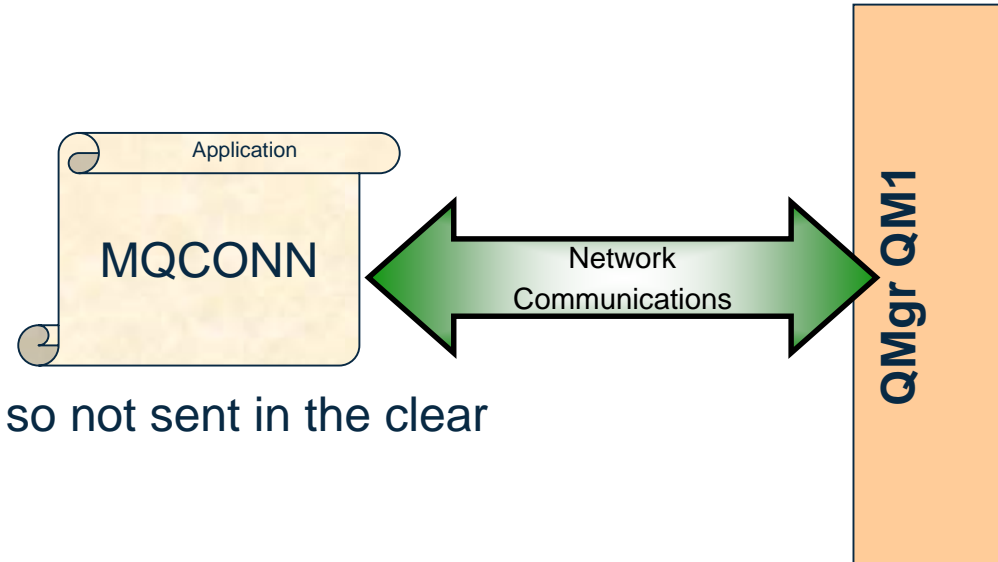 Application
MQCONN
Network
Communications
QMgr QM1
so not sent in the clear